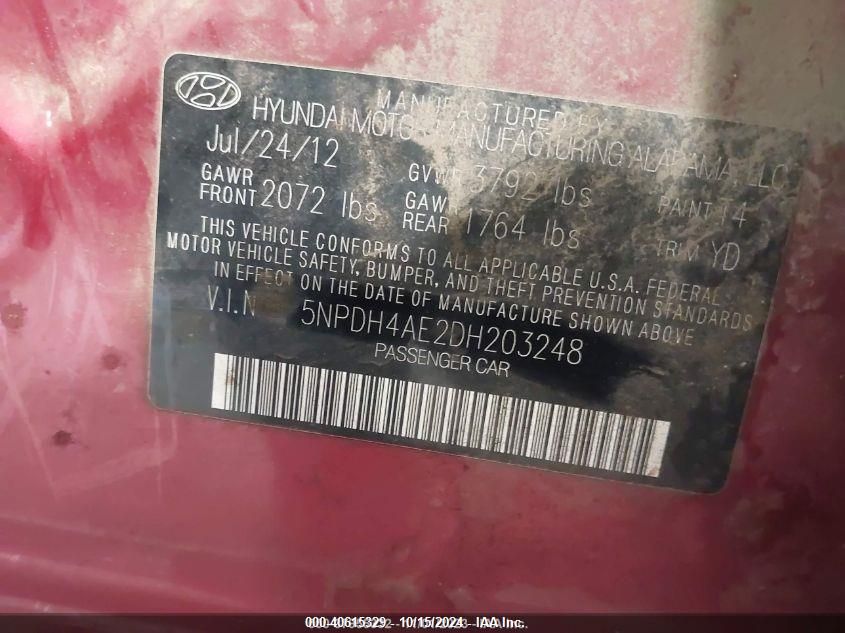 MANUFACTURED BY
HYUNDAI MOTOR MANUFACTURING ALABAMA, LLC
Jul/24/12
GVWR 3792 lbs
PAINT T4
GAWR FRONT 2072 lbs
GAWR REAR 1764 lbs
TRIM YD
THIS VEHICLE CONFORMS TO ALL APPLICABLE U.S.A. FEDERAL
MOTOR VEHICLE SAFETY, BUMPER, AND THEFT PREVENTION STANDARDS
IN EFFECT ON THE DATE OF MANUFACTURE SHOWN ABOVE
V.I.N 5NPDH4AE2DH203248
PASSENGER CAR
000-40615329 - 10/15/2024 - IAA Inc.